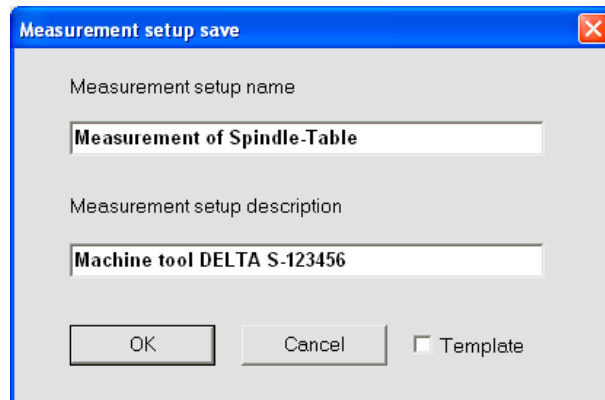 Measurement setup save
Measurement setup name
Measurement of Spindle-Table
Measurement setup description
Machine tool DELTA S-123456
OK Cancel Template